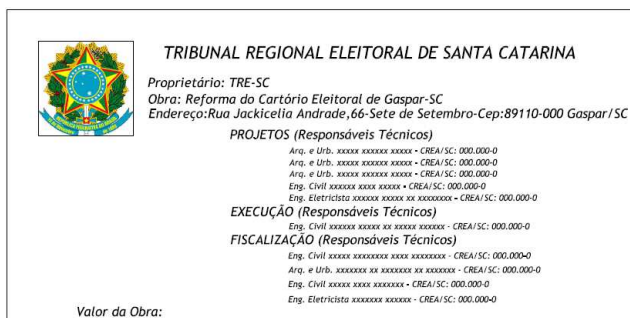 TRIBUNAL REGIONAL ELEITORAL DE SANTA CATARINA
Proprietário: TRE-SC
Obra: Reforma do Cartório Eleitoral de Gaspar-SC
Endereço:Rua Jackicelia Andrade,66-Sete de Setembro-Cep:89110-000 Gaspar/SC
PROJETOS (Responsáveis Técnicos)
Arq. e Urb. xxxxx xxxxxx xxxxx - CREA/SC: 000.000-0
Arq. e Urb. xxxxx xxxxxx xxxxx - CREA/SC: 000.000-0
Arq. e Urb. xxxxx xxxxxx xxxxx - CREA/SC: 000.000-0
Eng. Civil xxxxxx xxxx xxxxx - CREA/SC: 000.000-0
Eng. Eletricista xxxxxx xxxxx xx xxxxxxxx - CREA/SC: 000.000-0
EXECUÇÃO (Responsáveis Técnicos)
Eng. Civil xxxxxx xxxxx xx xxxxx xxxxxx - CREA/SC: 000.000-0
FISCALIZAÇÃO (Responsáveis Técnicos)
Eng. Civil xxxxx xxxxxxxx xxxx xxxxxxxx - CREA/SC: 000.000-0
Arq. e Urb. xxxxxxx xx xxxxxxx xx xxxxxxx - CREA/SC: 000.000-0
Eng. Civil xxxxx xxxx xxxxxxx - CREA/SC: 000.000-0
Eng. Eletricista xxxxxxx xxxxxx - CREA/SC: 000.000-0
Valor da Obra: